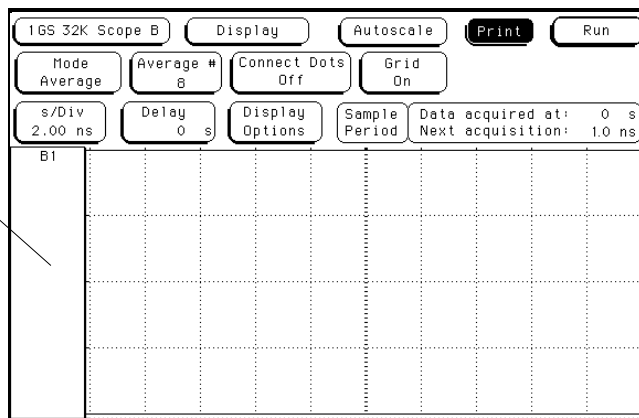 1GS 32K Scope B Display Autoscale Print Run
Mode Average # Connect Dots Grid
Average 8 Off On
s/Div Delay Display Sample Data acquired at: 0 s
2.00 ns 0 s Options Period Next acquisition: 1.0 ns
B1